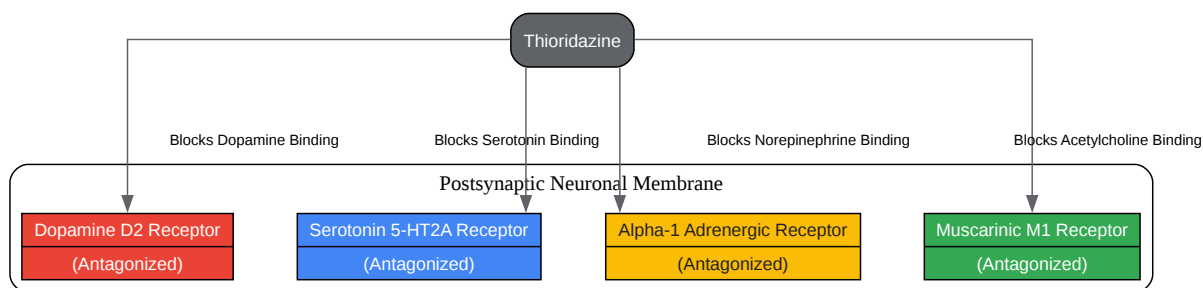 Thioridazine
Blocks Dopamine Binding
Blocks Serotonin Binding
Blocks Norepinephrine Binding
Blocks Acetylcholine Binding
Postsynaptic Neuronal Membrane
Dopamine D2 Receptor
(Antagonized)
Serotonin 5-HT2A Receptor
(Antagonized)
Alpha-1 Adrenergic Receptor
(Antagonized)
Muscarinic M1 Receptor
(Antagonized)